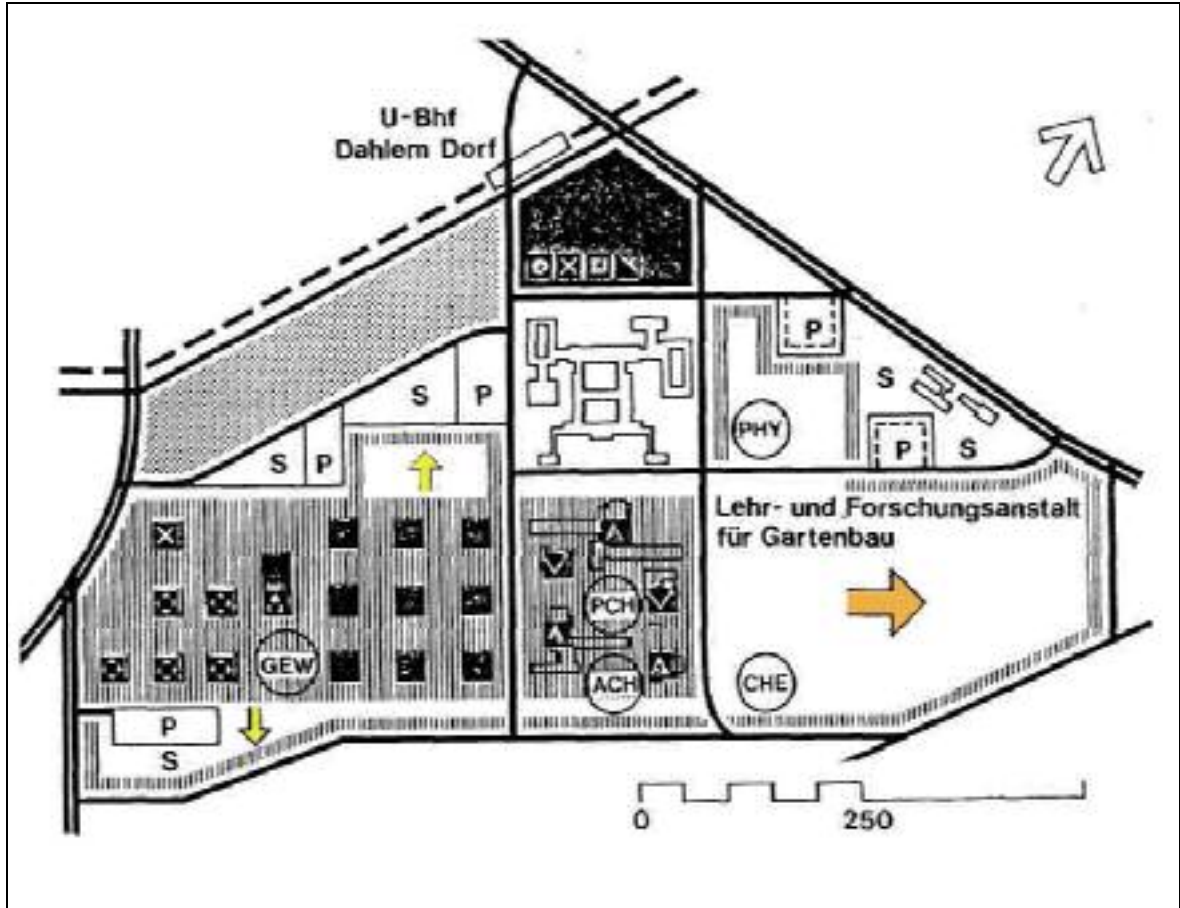 U-Bhf
Dahlem Dorf
P
S
S
P
PHY
P
S
S
P
Lehr- und Forschungsanstalt
für Gartenbau
PCH
GEW
ACH
A
CHE
P
S
0
250